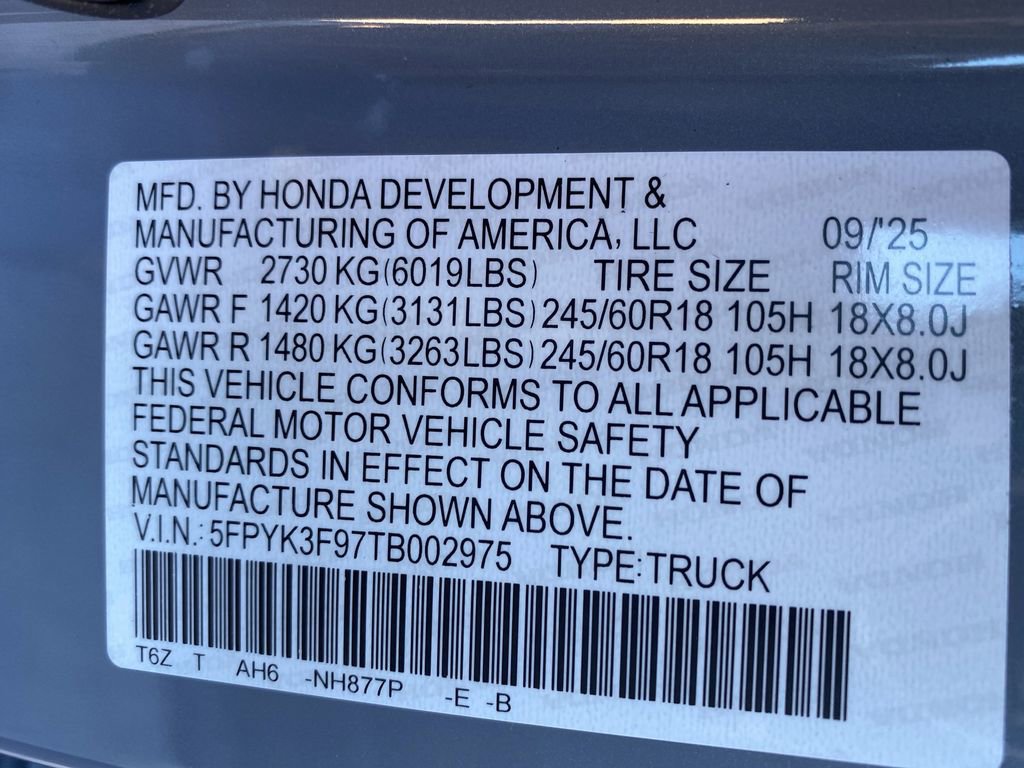 MFD. BY HONDA DEVELOPMENT &
MANUFACTURING OF AMERICA, LLC 09/'25
GVWR 2730 KG(6019LBS) TIRE SIZE RIM SIZE
GAWR F 1420 KG(3131LBS) 245/60R18 105H 18X8.0J
GAWR R 1480 KG(3263LBS) 245/60R18 105H 18X8.0J
THIS VEHICLE CONFORMS TO ALL APPLICABLE
FEDERAL MOTOR VEHICLE SAFETY
STANDARDS IN EFFECT ON THE DATE OF
MANUFACTURE SHOWN ABOVE.
V.I.N.: 5FPYK3F97TB002975 TYPE:TRUCK
T6Z T AH6 -NH877P -E -B